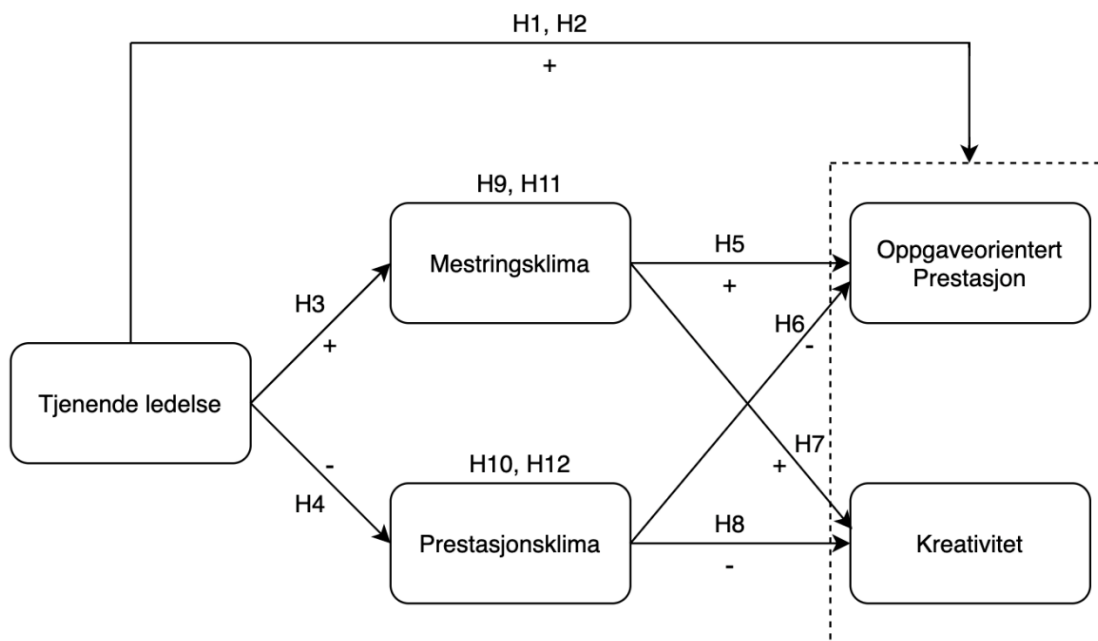 H1, H2
+
H9, H11
Mestringsklima
H5
+
Oppgaveorientert
Prestasjon
H3
+
H6
-
Tjenende ledelse
H7
+
-
H4
H10, H12
Prestasjonsklima
H8
-
Kreativitet